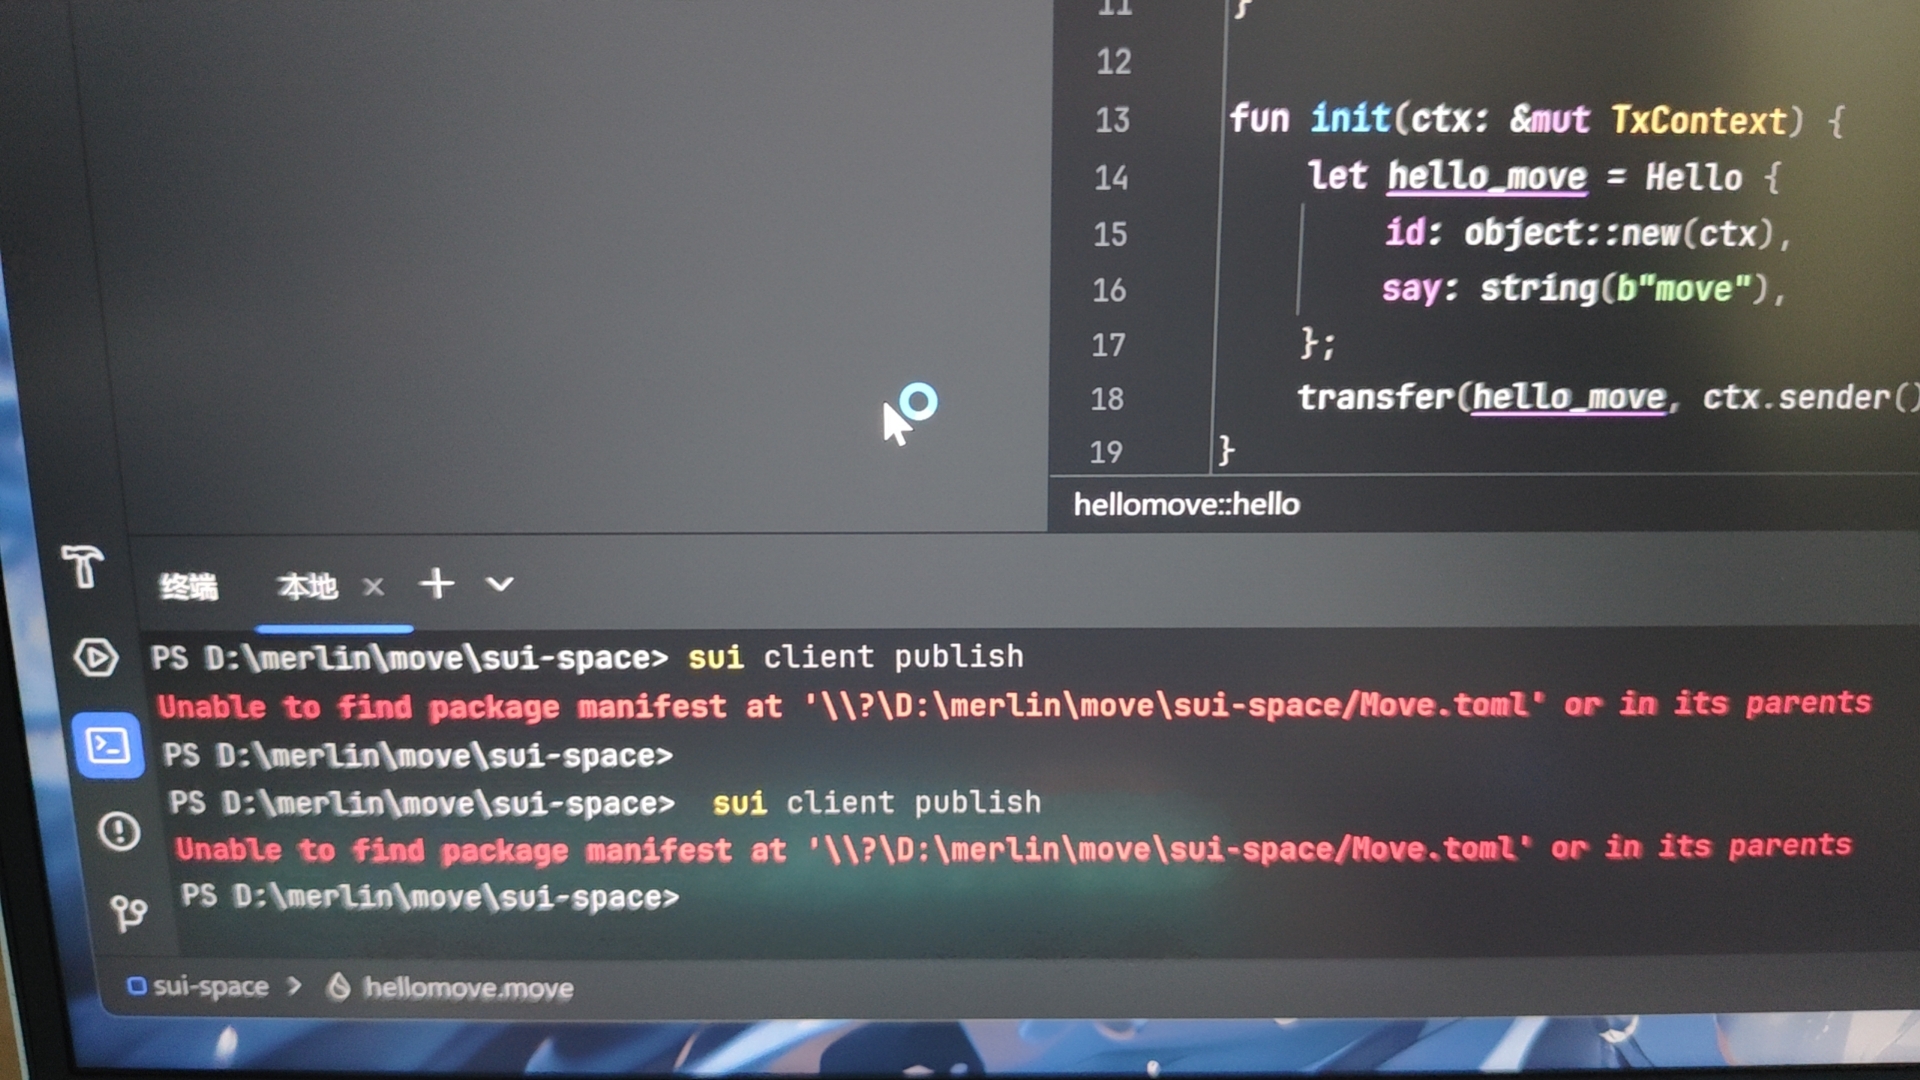 11 }
12
13 fun init(ctx: &mut TxContext) {
14 let hello_move = Hello {
15 id: object::new(ctx),
16 say: string(b"move"),
17 };
18 transfer(hello_move, ctx.sender()
19 }
hellomove::hello
终端 本地
PS D:\merlin\move\sui-space> sui client publish
Unable to find package manifest at '\\?\D:\merlin\move\sui-space/Move.toml' or in its parents
PS D:\merlin\move\sui-space>
PS D:\merlin\move\sui-space>  sui client publish
Unable to find package manifest at '\\?\D:\merlin\move\sui-space/Move.toml' or in its parents
PS D:\merlin\move\sui-space>
sui-space > hellomove.move